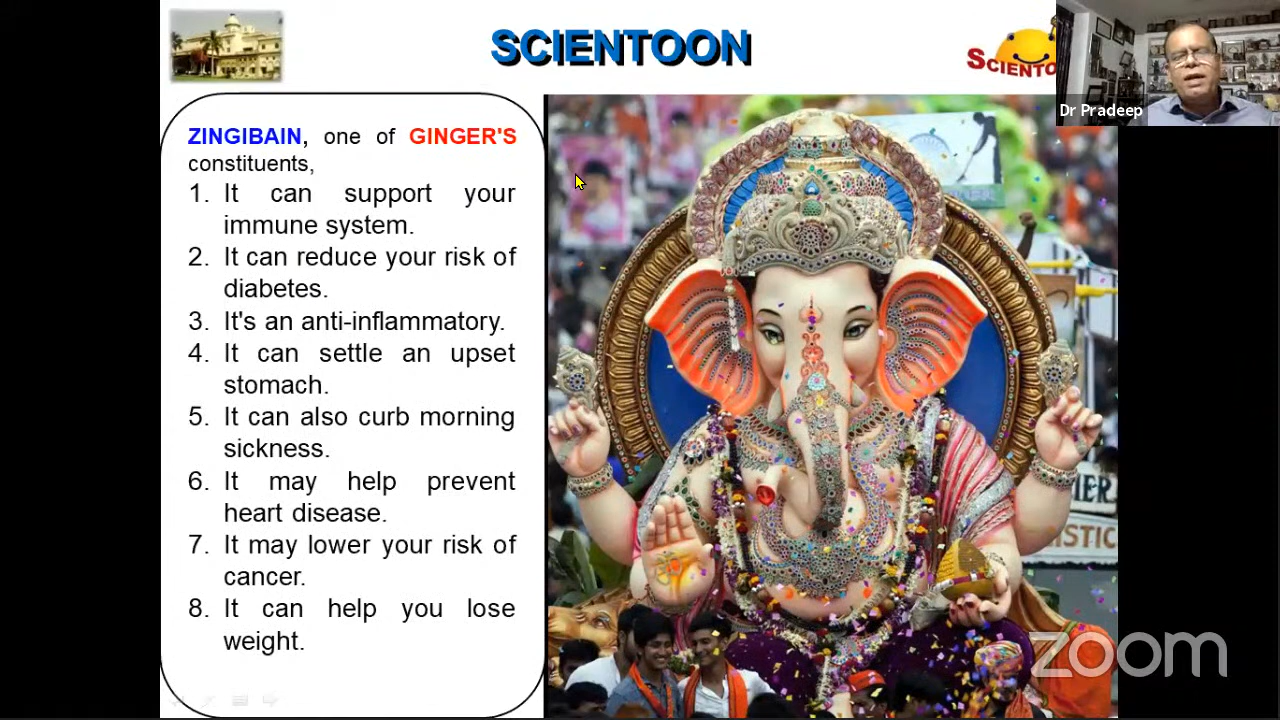 SCIENTOON
SCIENTO
Dr Pradeep
ZINGIBAIN, one of GINGER'S
constituents,
1. It can support your
immune system.
2. It can reduce your risk of
diabetes.
3. It's an anti-inflammatory.
4. It can settle an upset
stomach.
5. It can also curb morning
sickness.
6. It may help prevent
heart disease.
7. It may lower your risk of
cancer.
8. It can help you lose
weight.
zoom